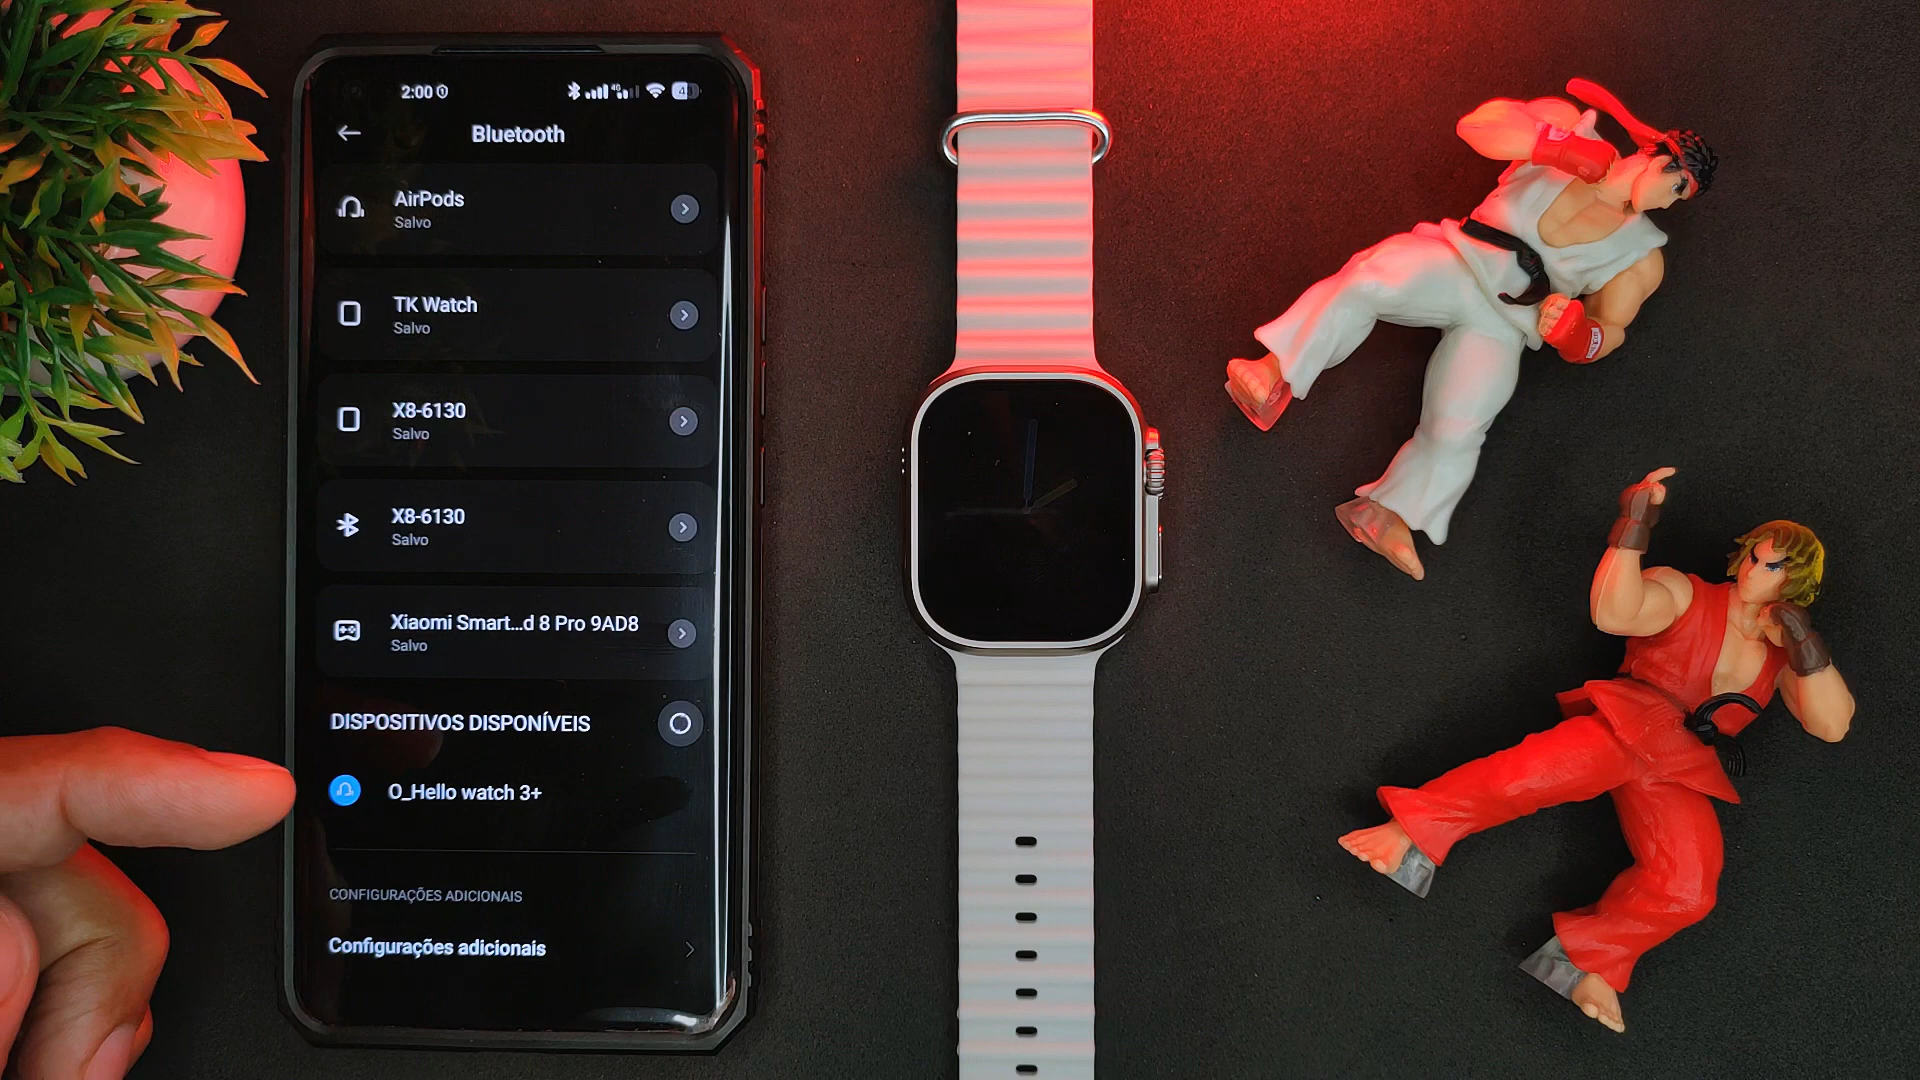 2:00
Bluetooth
AirPods
Salvo
TK Watch
Salvo
X8-6130
Salvo
X8-6130
Salvo
Xiaomi Smart...d 8 Pro 9AD8
Salvo
DISPOSITIVOS DISPONÍVEIS
O_Hello watch 3+
CONFIGURAÇÕES ADICIONAIS
Configurações adicionais